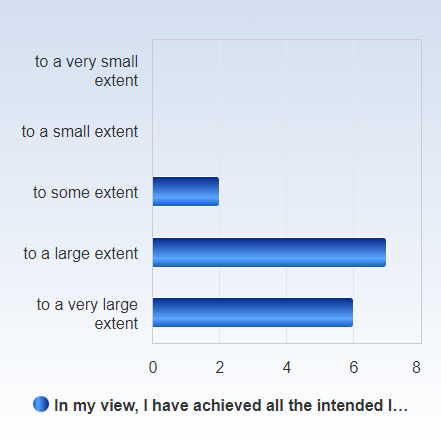 to a very small
extent
to a small extent
to some extent
to a large extent
to a very large
extent
0 2 4 6 8
In my view, I have achieved all the intended l…